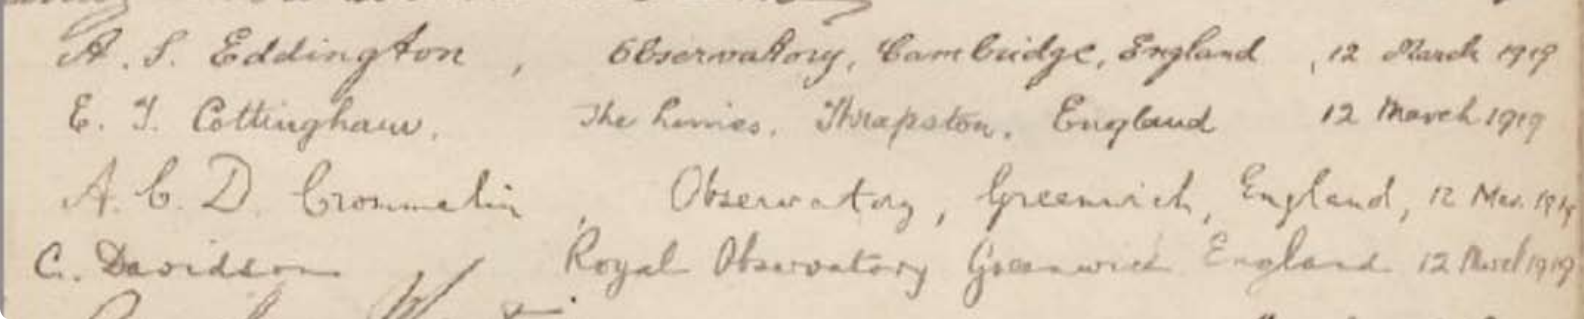 A. S. Eddington, Observatory, Cambridge, England, 12 March 1919
E. T. Cottingham. The Limes. Thrapston. England 12 March 1919
A. C. D. Crommelin, Observatory, Greenwich, England, 12 Mar. 1919
C. Davidson Royal Observatory Greenwich England 12 March 1919